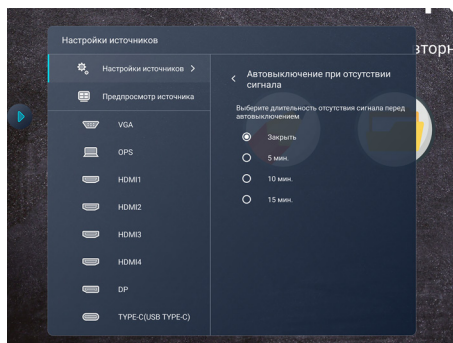 Настройки источников
Настройки источников >
Предпросмотр источника
VGA
OPS
HDMI1
HDMI2
HDMI3
HDMI4
DP
TYPE-C(USB TYPE-C)
Автовыключение при отсутствии
сигнала
Выберите длительность отсутствия сигнала перед
автовыключением
Закрыть
5 мин.
10 мин.
15 мин.